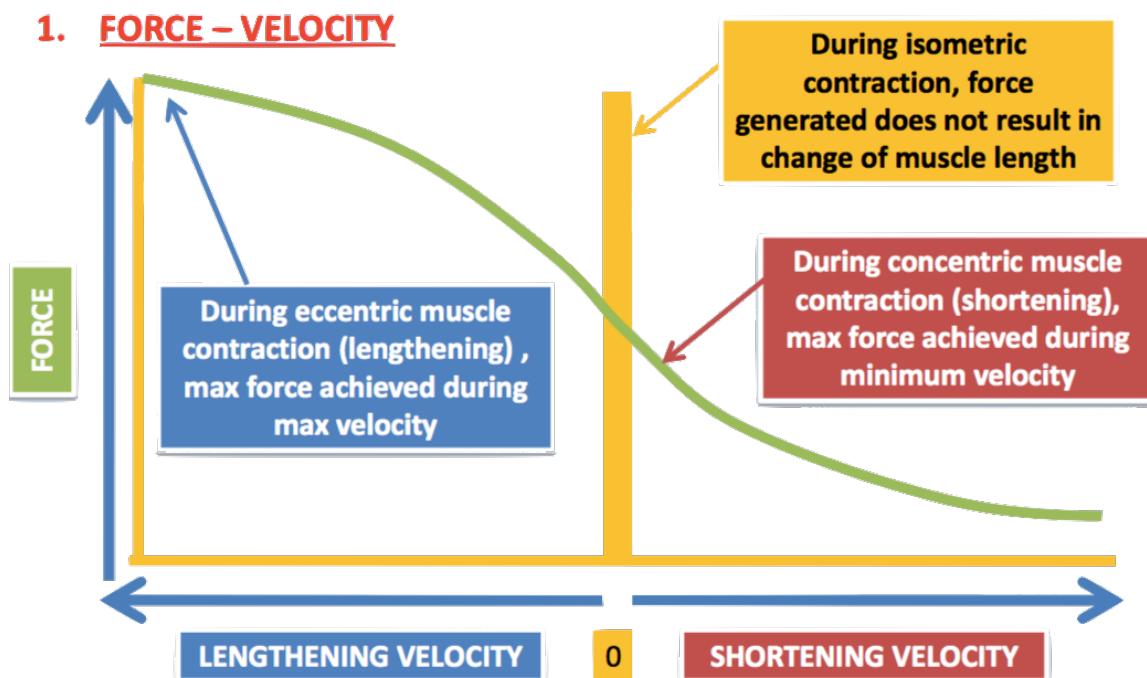 1. FORCE – VELOCITY
During isometric
contraction, force
generated does not result in
change of muscle length
During concentric muscle
contraction (shortening),
max force achieved during
minimum velocity
During eccentric muscle
contraction (lengthening) ,
max force achieved during
max velocity
FORCE
LENGTHENING VELOCITY
0
SHORTENING VELOCITY